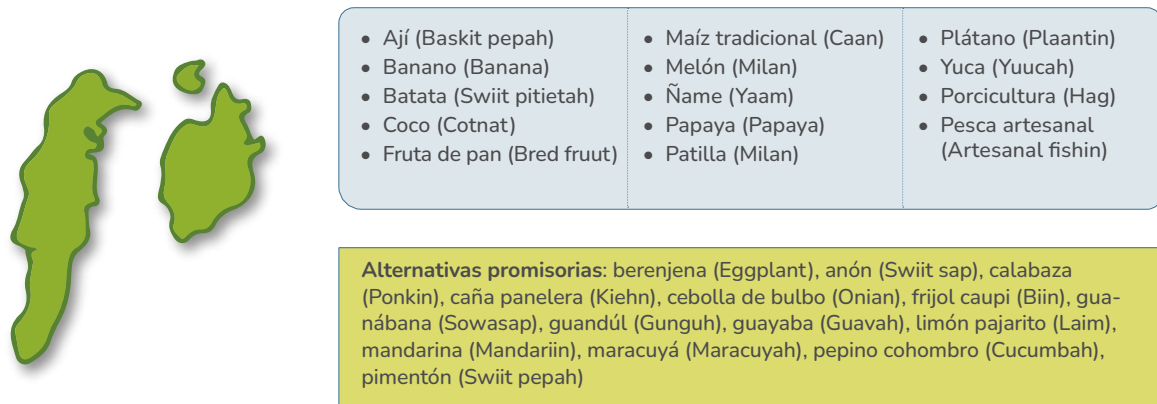 • Ají (Baskit pepah)
• Banano (Banana)
• Batata (Swiit pitietah)
• Coco (Cotnat)
• Fruta de pan (Bred fruut)
• Maíz tradicional (Caan)
• Melón (Milan)
• Ñame (Yaam)
• Papaya (Papaya)
• Patilla (Milan)
• Plátano (Plaantin)
• Yuca (Yuucah)
• Porcicultura (Hag)
• Pesca artesanal
(Artesanal fishin)
Alternativas promisorias: berenjena (Eggplant), anón (Swiit sap), calabaza
(Ponkin), caña panelera (Kiehn), cebolla de bulbo (Onian), frijol caupi (Biin), gua-
nábana (Sowasap), guandúl (Gunguh), guayaba (Guavah), limón pajarito (Laim),
mandarina (Mandariin), maracuyá (Maracuyah), pepino cohombro (Cucumbah),
pimentón (Swiit pepah)